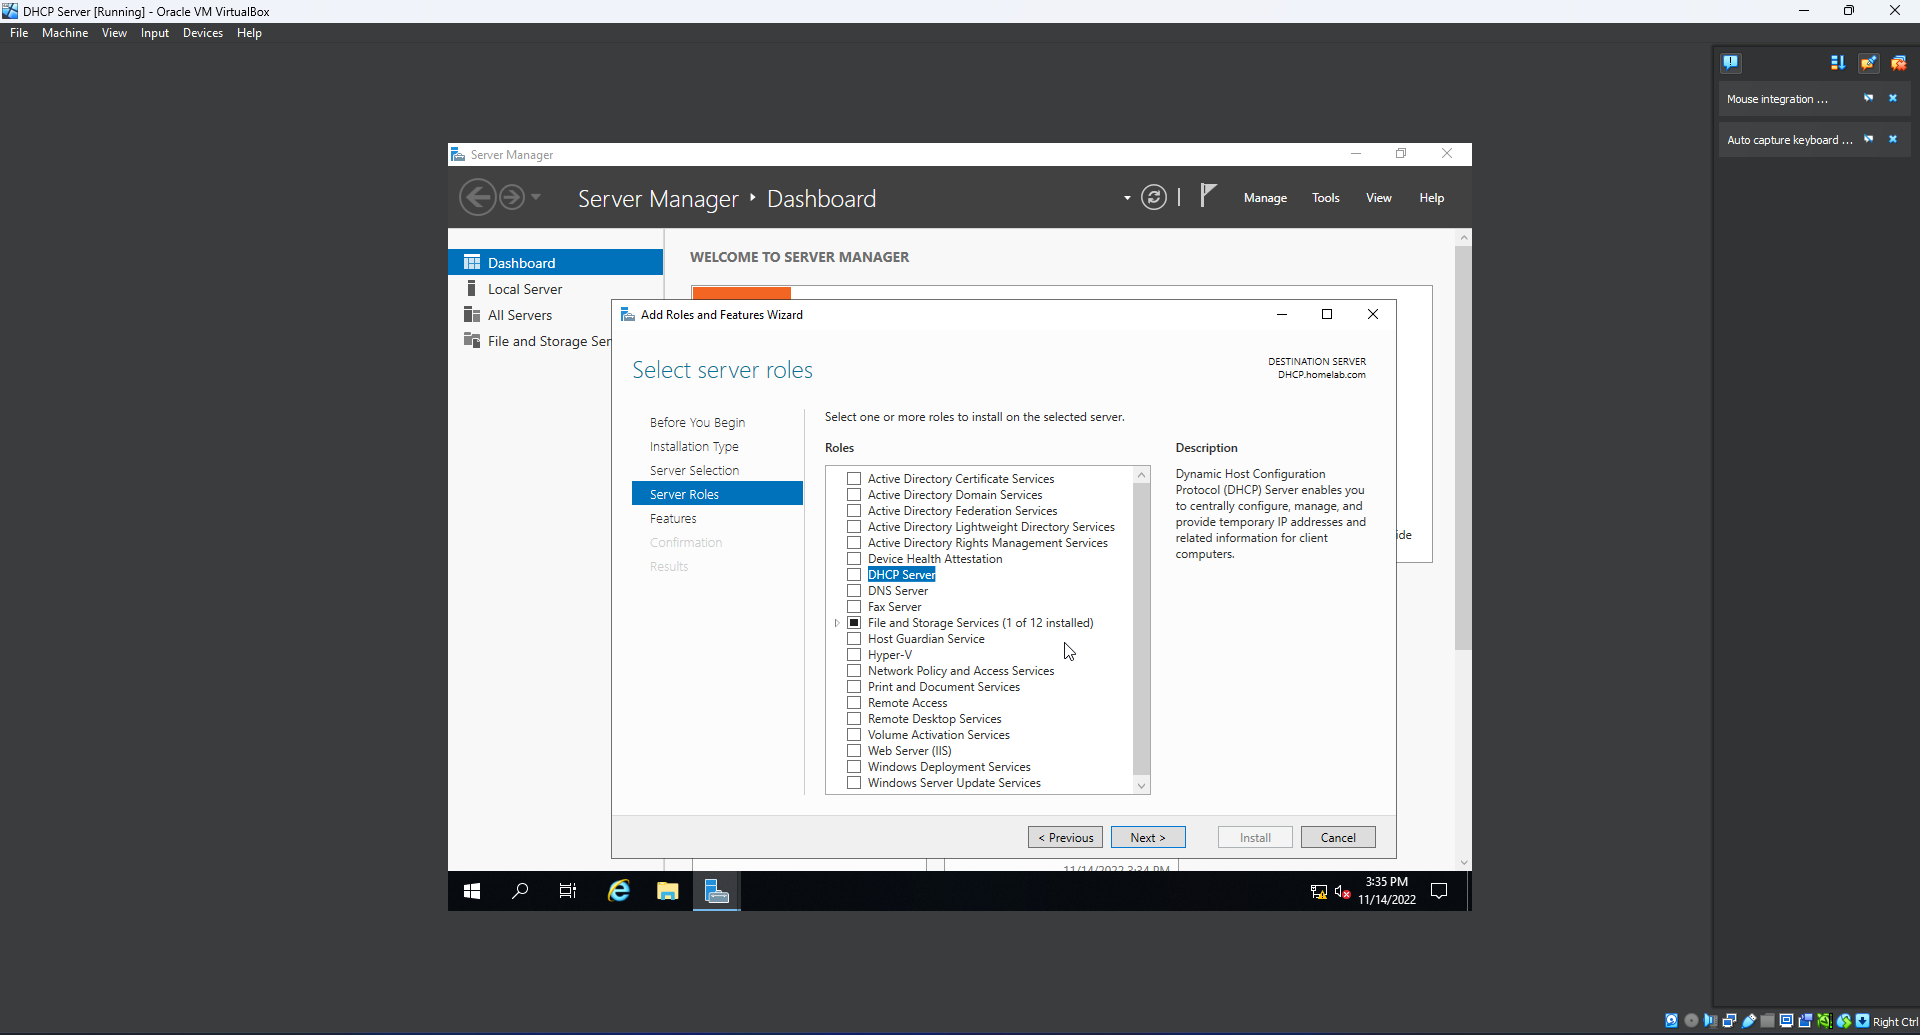 DHCP Server [Running] - Oracle VM VirtualBox
File Machine View Input Devices Help
Mouse integration ...
Auto capture keyboard ...
Server Manager
Server Manager Dashboard
Manage Tools View Help
Dashboard
Local Server
All Servers
File and Storage Ser
WELCOME TO SERVER MANAGER
Add Roles and Features Wizard
Select server roles
DESTINATION SERVER
DHCP.homelab.com
Before You Begin
Installation Type
Server Selection
Server Roles
Features
Confirmation
Results
Select one or more roles to install on the selected server.
Roles
Active Directory Certificate Services
Active Directory Domain Services
Active Directory Federation Services
Active Directory Lightweight Directory Services
Active Directory Rights Management Services
Device Health Attestation
DHCP Server
DNS Server
Fax Server
File and Storage Services (1 of 12 installed)
Host Guardian Service
Hyper-V
Network Policy and Access Services
Print and Document Services
Remote Access
Remote Desktop Services
Volume Activation Services
Web Server (IIS)
Windows Deployment Services
Windows Server Update Services
Description
Dynamic Host Configuration
Protocol (DHCP) Server enables you
to centrally configure, manage, and
provide temporary IP addresses and
related information for client
computers.
ide
< Previous Next > Install Cancel
11/14/2022 3:34 PM
3:35 PM
11/14/2022
Right Ctrl